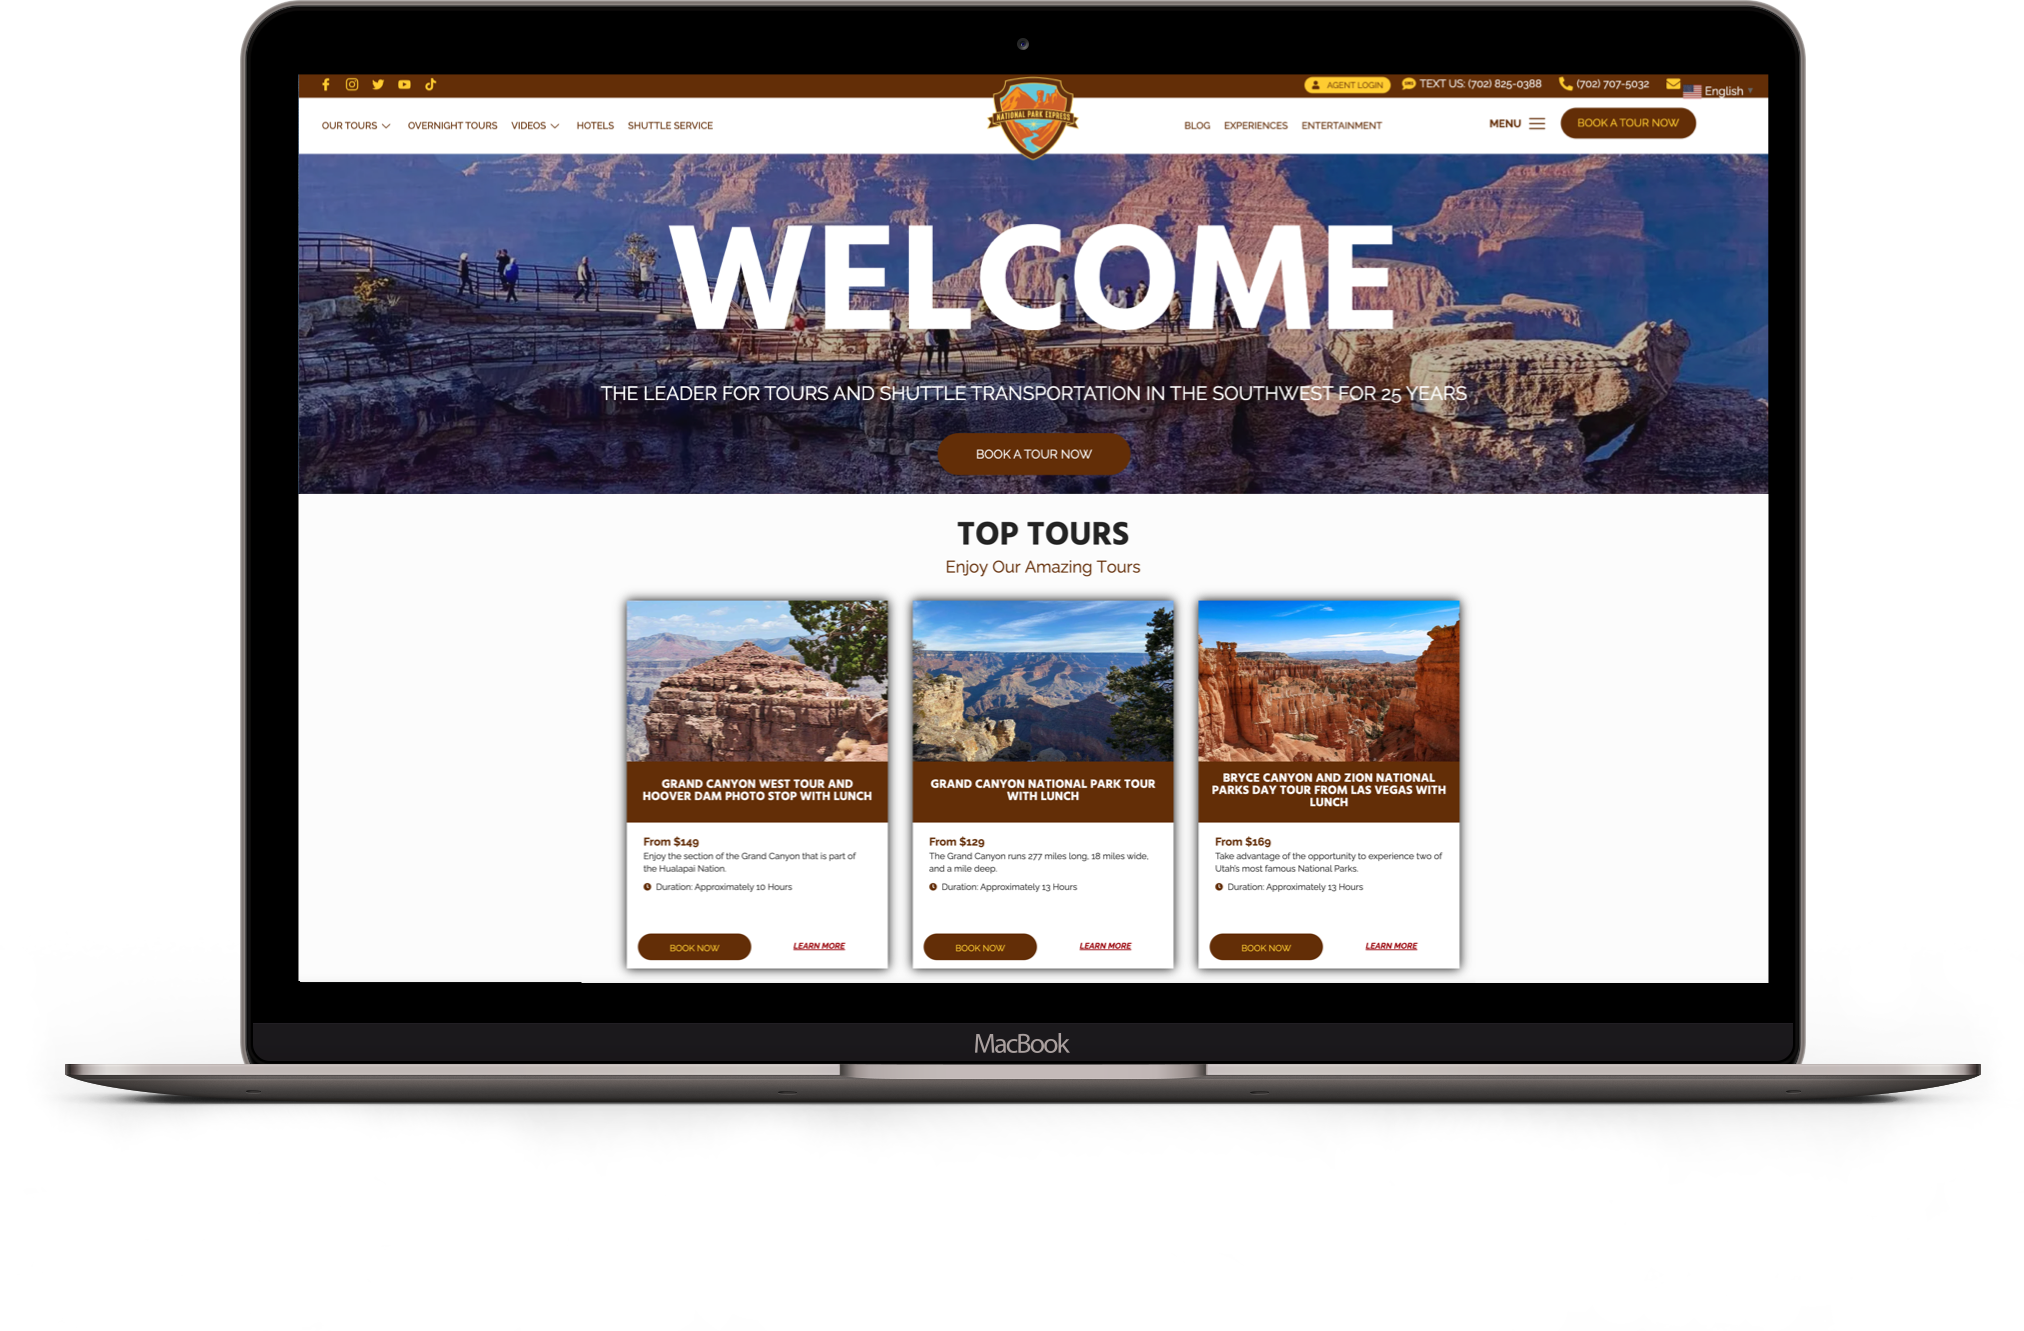 AGENT LOGIN
TEXT US: (702) 825-0388
(702) 707-5032
English
OUR TOURS
OVERNIGHT TOURS
VIDEOS
HOTELS
SHUTTLE SERVICE
NATIONAL PARK EXPRESS
BLOG
EXPERIENCES
ENTERTAINMENT
MENU
BOOK A TOUR NOW
WELCOME
THE LEADER FOR TOURS AND SHUTTLE TRANSPORTATION IN THE SOUTHWEST FOR 25 YEARS
BOOK A TOUR NOW
TOP TOURS
Enjoy Our Amazing Tours
GRAND CANYON WEST TOUR AND
HOOVER DAM PHOTO STOP WITH LUNCH
From $149
Enjoy the section of the Grand Canyon that is part of
the Hualapai Nation.
Duration: Approximately 10 Hours
BOOK NOW
LEARN MORE
GRAND CANYON NATIONAL PARK TOUR
WITH LUNCH
From $129
The Grand Canyon runs 277 miles long, 18 miles wide,
and a mile deep.
Duration: Approximately 13 Hours
BOOK NOW
LEARN MORE
BRYCE CANYON AND ZION NATIONAL
PARKS DAY TOUR FROM LAS VEGAS WITH
LUNCH
From $169
Take advantage of the opportunity to experience two of
Utah's most famous National Parks.
Duration: Approximately 13 Hours
BOOK NOW
LEARN MORE
MacBook